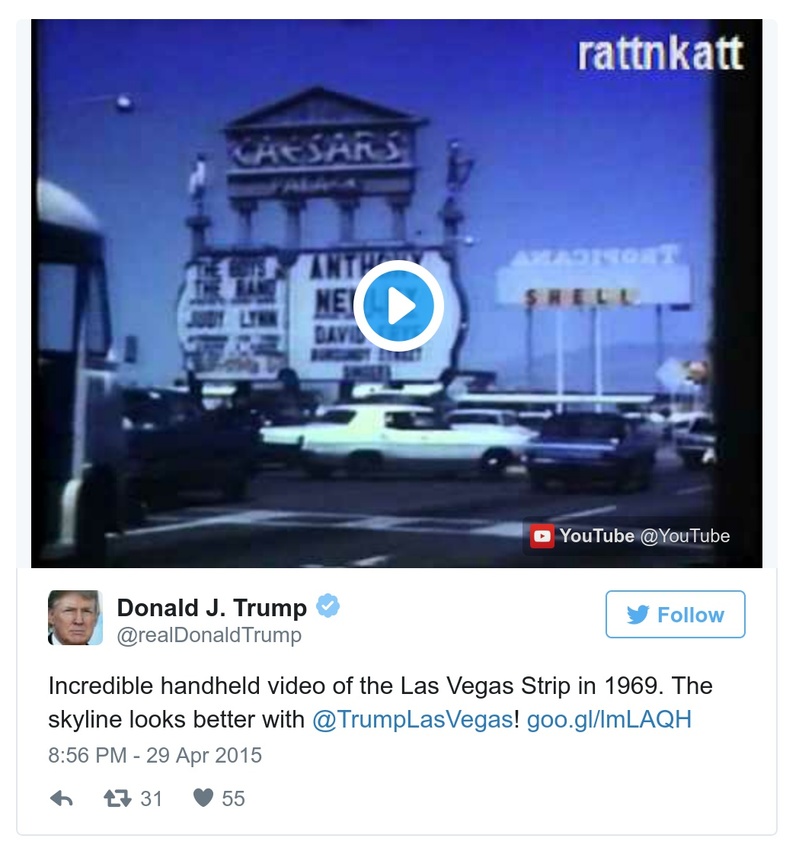 rattnkatt
CAESARS
PALACE
THE BOYS
THE BAND
JUDY LYNN
ANTHONY
NEWLEY
DAVID
TROPICANA
SHELL
YouTube @YouTube
Donald J. Trump
@realDonaldTrump
Follow
Incredible handheld video of the Las Vegas Strip in 1969. The
skyline looks better with @TrumpLasVegas! goo.gl/lmLAQH
8:56 PM - 29 Apr 2015
31 55